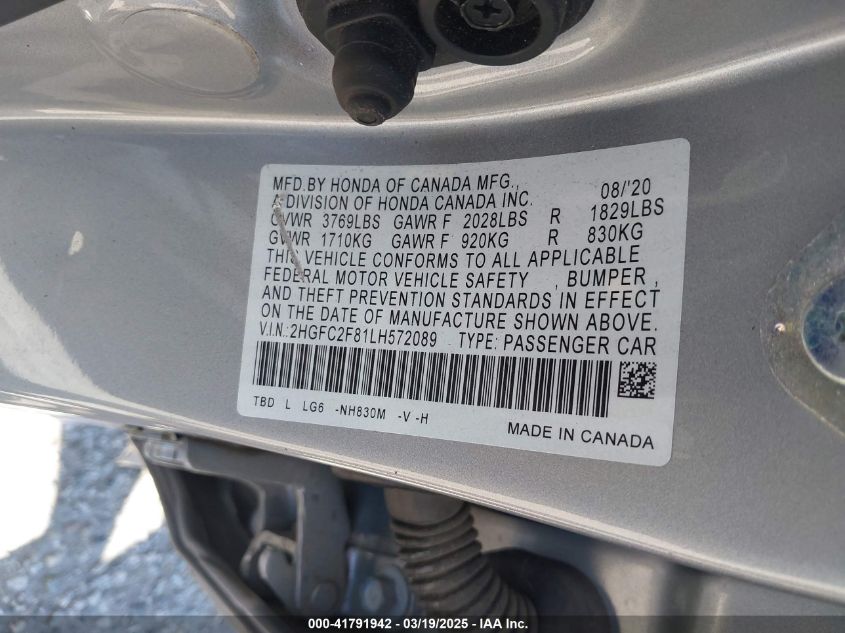 MFD.BY HONDA OF CANADA MFG., 08/'20
A DIVISION OF HONDA CANADA INC.
GVWR 3769LBS GAWR F 2028LBS R 1829LBS
GVWR 1710KG GAWR F 920KG R 830KG
THIS VEHICLE CONFORMS TO ALL APPLICABLE
FEDERAL MOTOR VEHICLE SAFETY , BUMPER ,
AND THEFT PREVENTION STANDARDS IN EFFECT
ON THE DATE OF MANUFACTURE SHOWN ABOVE.
V.I.N.:2HGFC2F81LH572089 TYPE: PASSENGER CAR
TBD L LG6 -NH830M -V -H
MADE IN CANADA
000-41791942 - 03/19/2025 - IAA Inc.